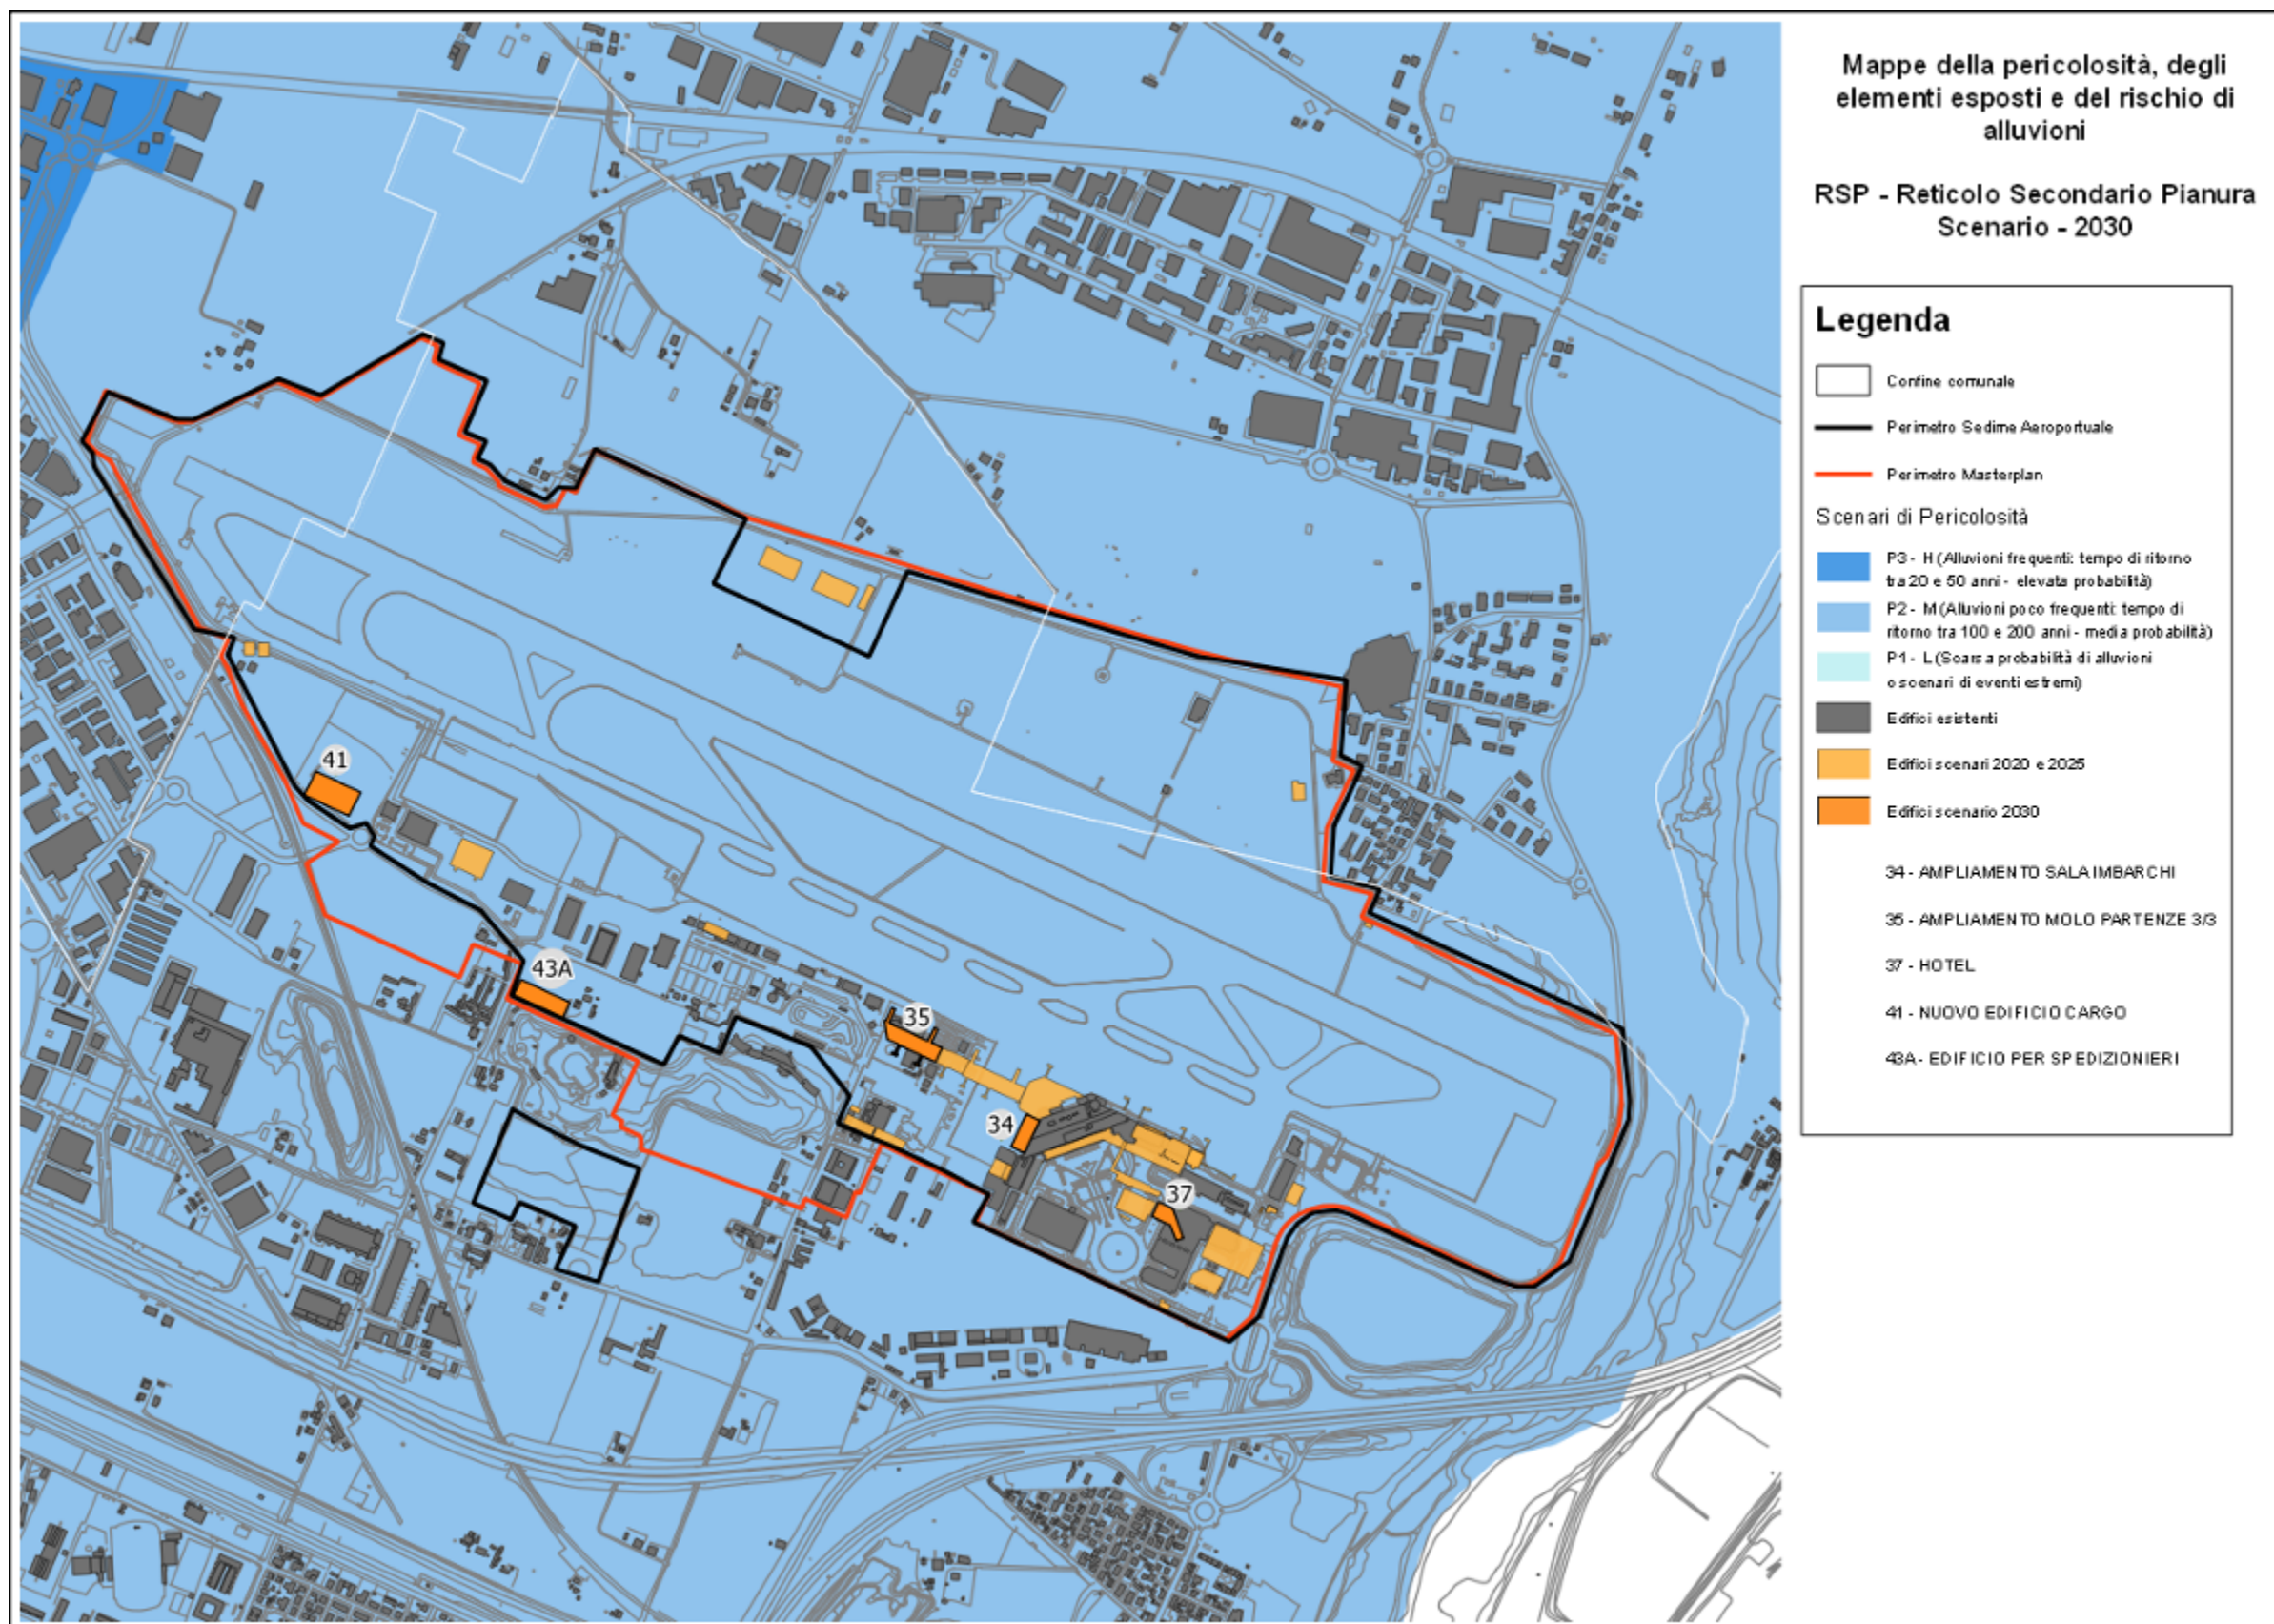 Mappe della pericolosità, degli
elementi esposti e del rischio di
alluvioni
RSP - Reticolo Secondario Pianura
Scenario - 2030
Legenda
Confine comunale
Perimetro Sedime Aeroportuale
Perimetro Masterplan
Scenari di Pericolosità
P3 - H (Alluvioni frequenti: tempo di ritorno
tra 20 e 50 anni - elevata probabilità)
P2 - M (Alluvioni poco frequenti: tempo di
ritorno tra 100 e 200 anni - media probabilità)
P1 - L (Scarsa probabilità di alluvioni
o scenari di eventi estremi)
Edifici esistenti
Edifici scenari 2020 e 2025
Edifici scenario 2030
34 - AMPLIAMENTO SALA IMBARCHI
35 - AMPLIAMENTO MOLO PARTENZE 3/3
37 - HOTEL
41 - NUOVO EDIFICIO CARGO
43A - EDIFICIO PER SPEDIZIONIERI
41
43A
35
34
37